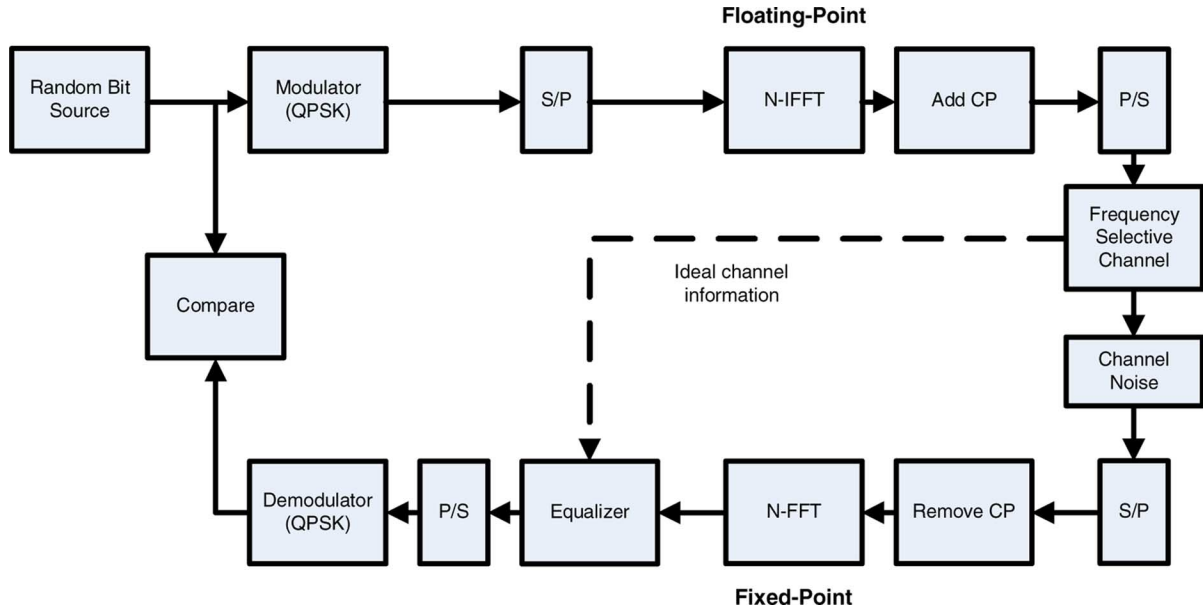 Floating-Point
Random Bit
Source
Modulator
(QPSK)
S/P
N-IFFT
Add CP
P/S
Frequency
Selective
Channel
Ideal channel
information
Compare
Channel
Noise
Demodulator
(QPSK)
P/S
Equalizer
N-FFT
Remove CP
S/P
Fixed-Point